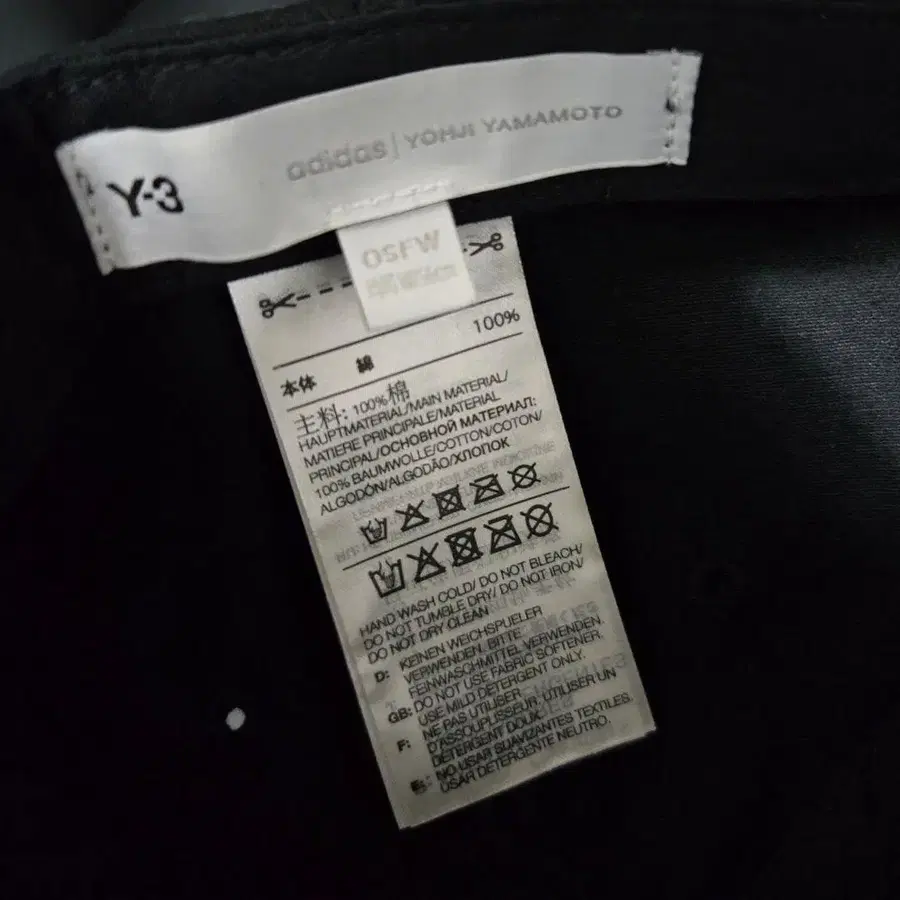 Y-3
adidas | YOHJI YAMAMOTO
OSFW
100%
本体 綿
主料: 100%棉
HAUPTMATERIAL/MAIN MATERIAL/
MATIERE PRINCIPALE/MATERIAL
PRINCIPAL/ОСНОВНОЙ МАТЕРИАЛ:
100% BAUMWOLLE/COTTON/COTON/
ALGODÓN/ALGODÃO/ХЛОПОК
HAND WASH COLD/ DO NOT BLEACH/
DO NOT TUMBLE DRY/ DO NOT IRON/
DO NOT DRY CLEAN
D: KEINEN WEICHSPUELER
VERWENDEN. BITTE
FEINWASCHMITTEL VERWENDEN.
GB: DO NOT USE FABRIC SOFTENER.
USE MILD DETERGENT ONLY.
F: NE PAS UTILISER
D'ASSOUPLISSEUR. UTILISER UN
DETERGENT DOUX.
E: NO USAR SUAVIZANTES TEXTILES.
USAR DETERGENTE NEUTRO.